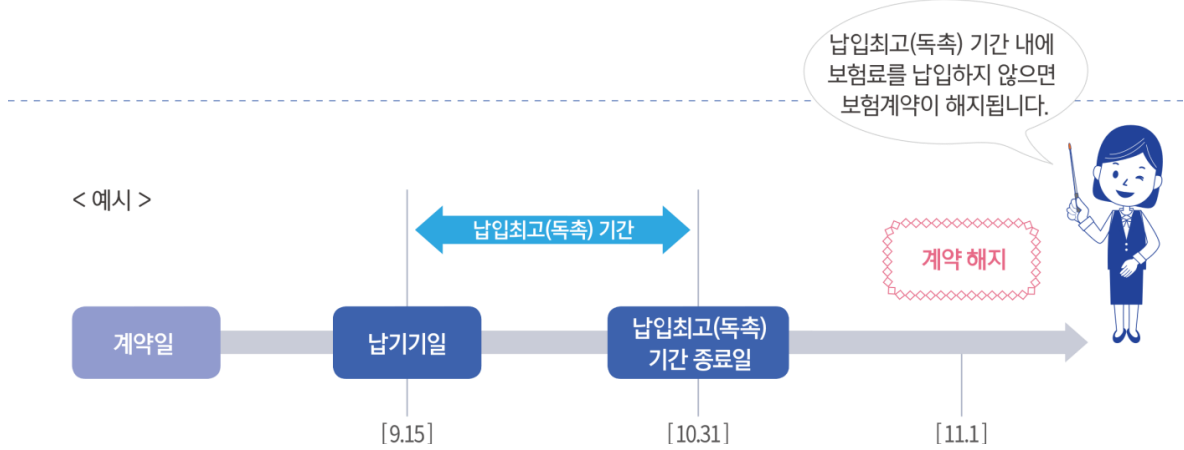 납입최고(독촉) 기간 내에
보험료를 납입하지 않으면
보험계약이 해지됩니다.
< 예시 >
납입최고(독촉) 기간
계약 해지
계약일
납기기일
납입최고(독촉)
기간 종료일
[9.15]
[10.31]
[11.1]